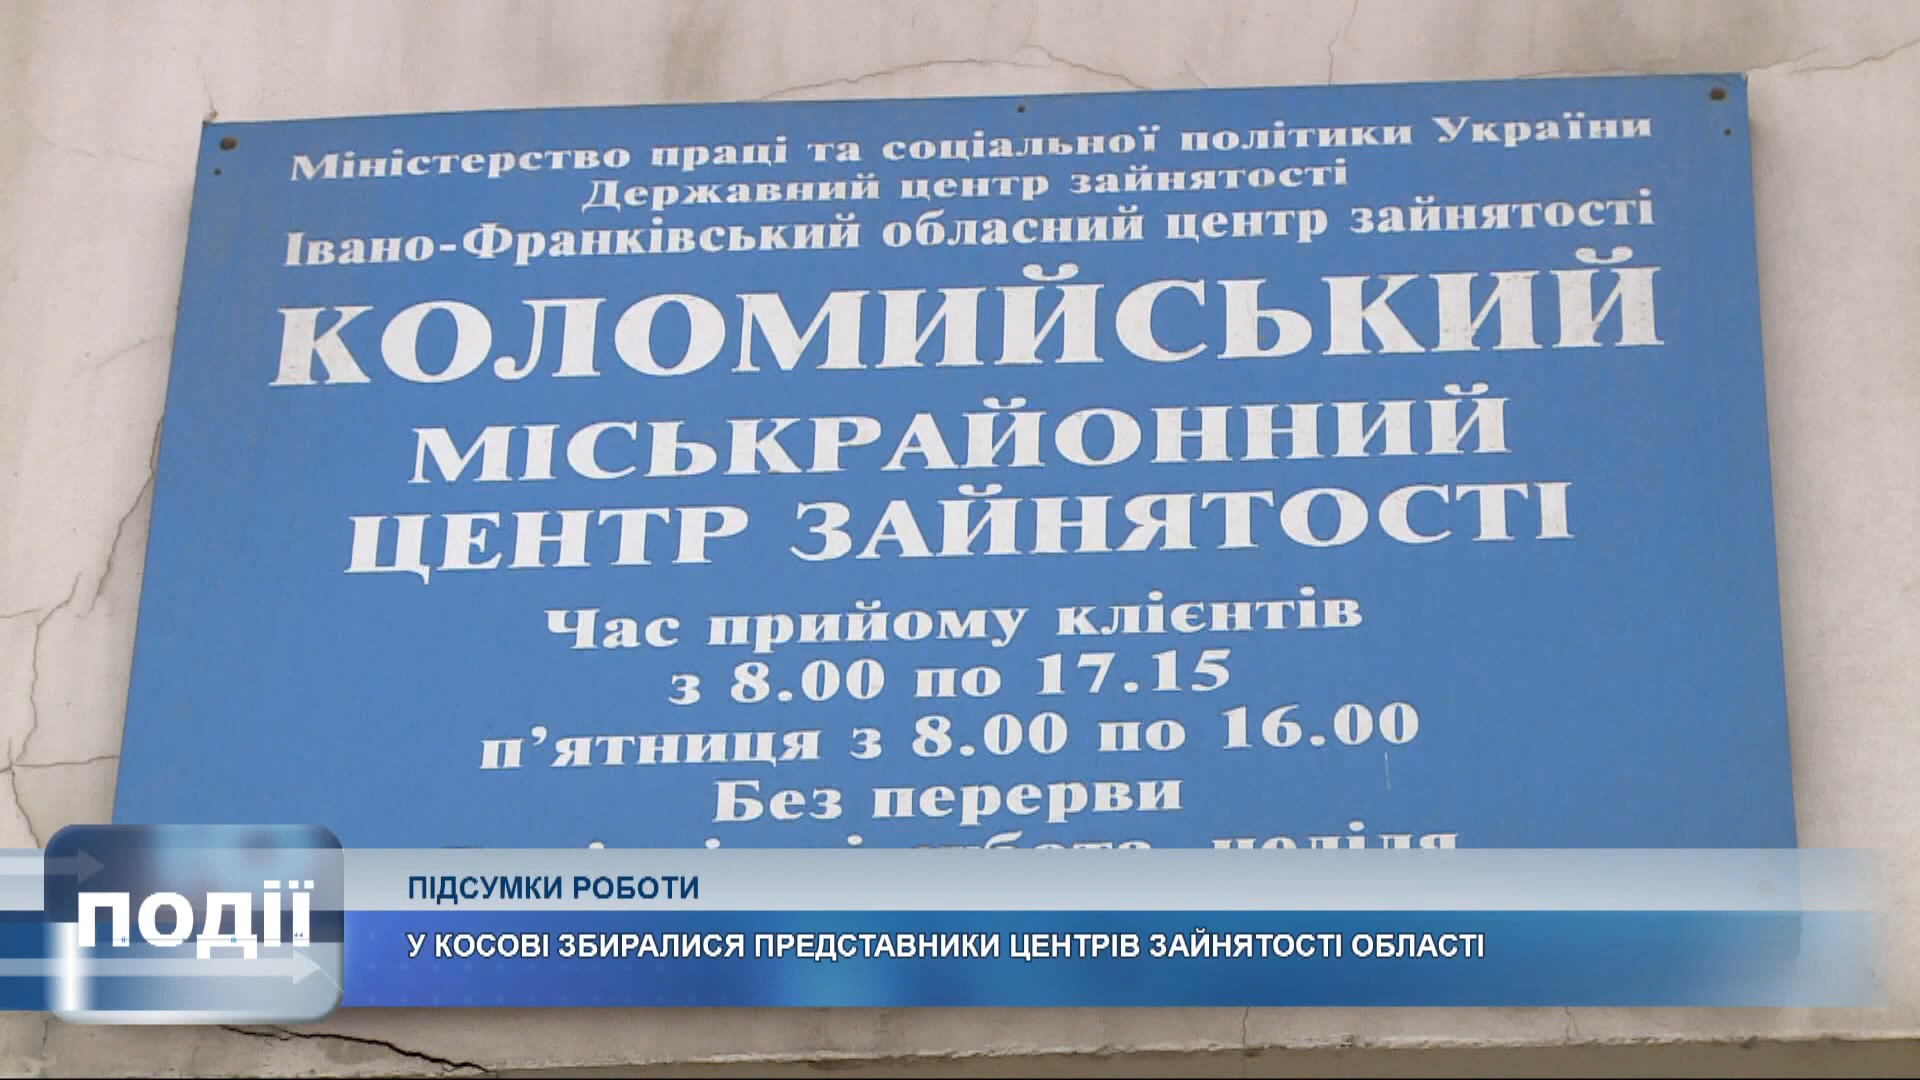 Міністерство праці та соціальної політики України
Державний центр зайнятості
Івано-Франківський обласний центр зайнятості
КОЛОМИЙСЬКИЙ
МІСЬКРАЙОННИЙ
ЦЕНТР ЗАЙНЯТОСТІ
Час прийому клієнтів
з 8.00 по 17.15
п’ятниця з 8.00 по 16.00
Без перерви
субота, неділя
ПІДСУМКИ РОБОТИ
події
У КОСОВІ ЗБИРАЛИСЯ ПРЕДСТАВНИКИ ЦЕНТРІВ ЗАЙНЯТОСТІ ОБЛАСТІ